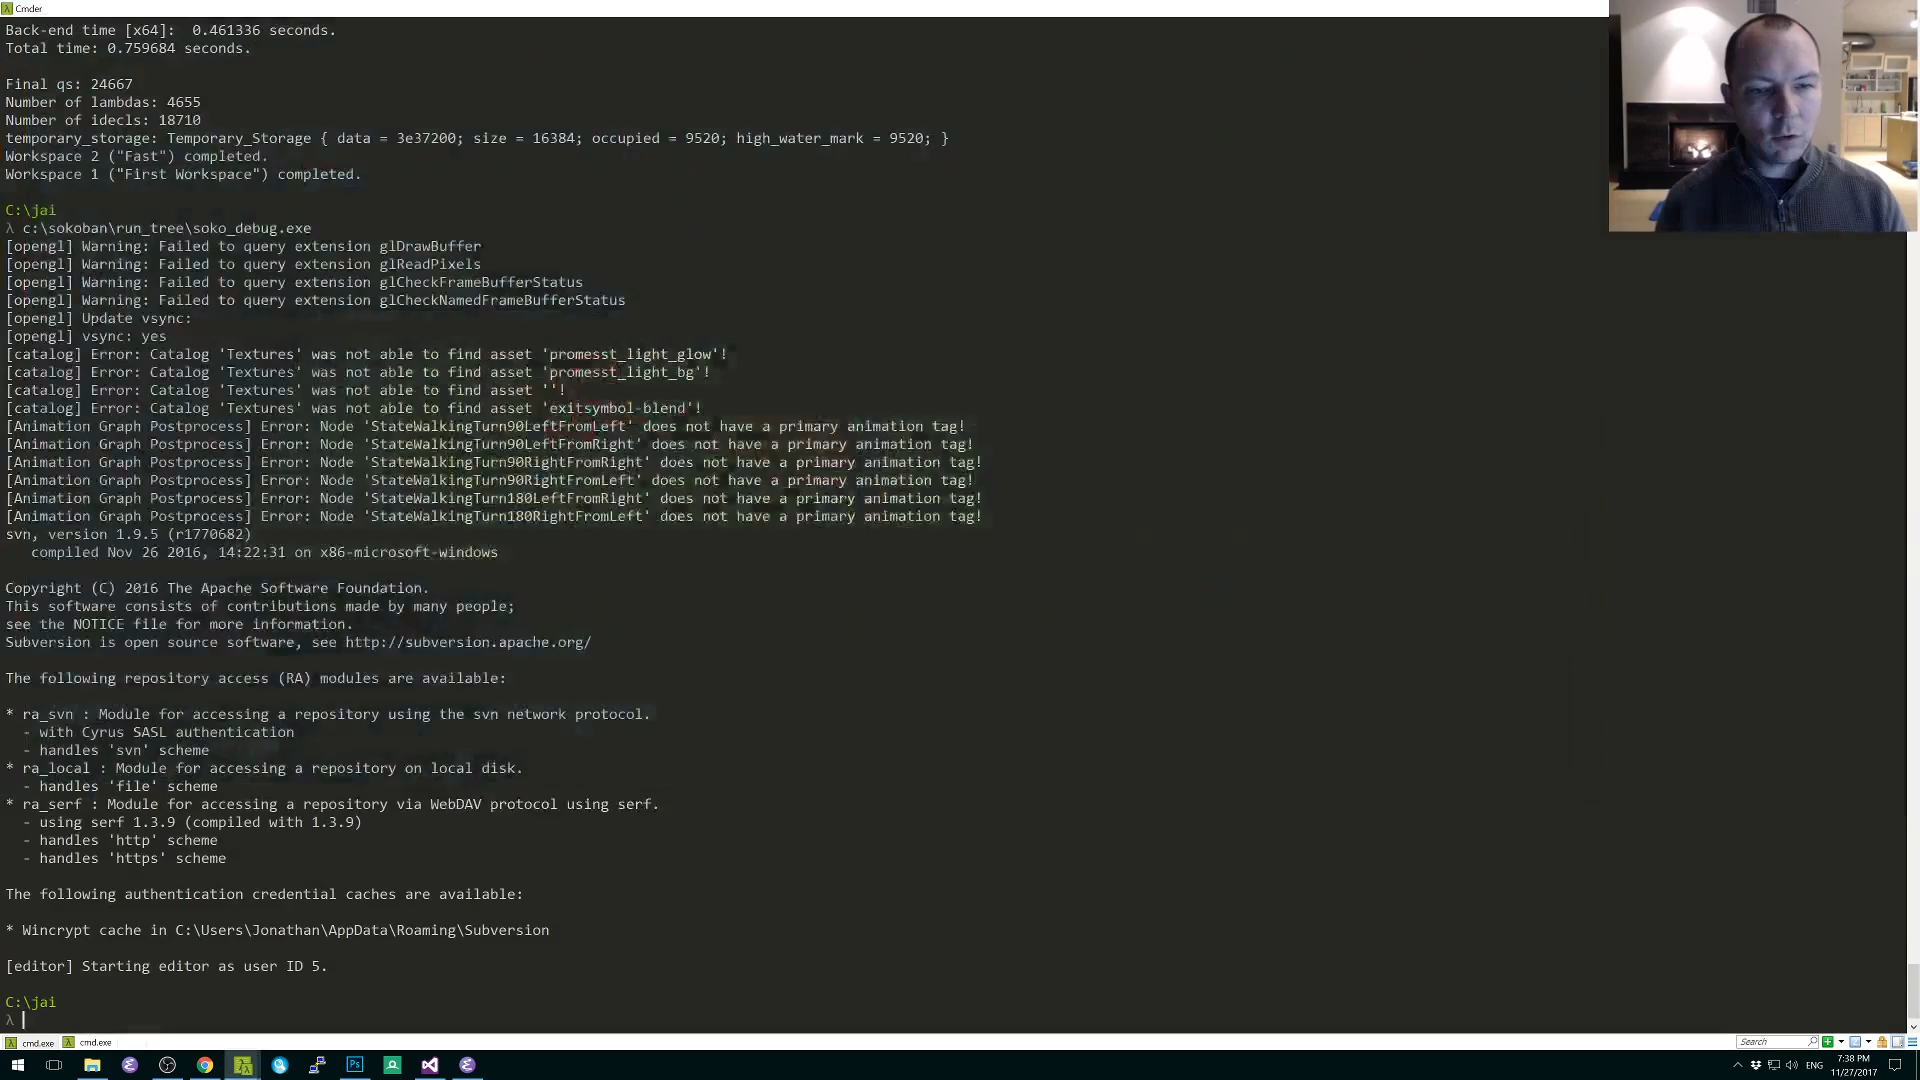 Cmder
Back-end time [x64]:  0.461336 seconds.
Total time: 0.759684 seconds.
Final qs: 24667
Number of lambdas: 4655
Number of idecls: 18710
temporary_storage: Temporary_Storage { data = 3e37200; size = 16384; occupied = 9520; high_water_mark = 9520; }
Workspace 2 ("Fast") completed.
Workspace 1 ("First Workspace") completed.
C:\jai
λ c:\sokoban\run_tree\soko_debug.exe
[opengl] Warning: Failed to query extension glDrawBuffer
[opengl] Warning: Failed to query extension glReadPixels
[opengl] Warning: Failed to query extension glCheckFrameBufferStatus
[opengl] Warning: Failed to query extension glCheckNamedFrameBufferStatus
[opengl] Update vsync:
[opengl] vsync: yes
[catalog] Error: Catalog 'Textures' was not able to find asset 'promesst_light_glow'!
[catalog] Error: Catalog 'Textures' was not able to find asset 'promesst_light_bg'!
[catalog] Error: Catalog 'Textures' was not able to find asset ''!
[catalog] Error: Catalog 'Textures' was not able to find asset 'exitsymbol-blend'!
[Animation Graph Postprocess] Error: Node 'StateWalkingTurn90LeftFromLeft' does not have a primary animation tag!
[Animation Graph Postprocess] Error: Node 'StateWalkingTurn90LeftFromRight' does not have a primary animation tag!
[Animation Graph Postprocess] Error: Node 'StateWalkingTurn90RightFromRight' does not have a primary animation tag!
[Animation Graph Postprocess] Error: Node 'StateWalkingTurn90RightFromLeft' does not have a primary animation tag!
[Animation Graph Postprocess] Error: Node 'StateWalkingTurn180LeftFromRight' does not have a primary animation tag!
[Animation Graph Postprocess] Error: Node 'StateWalkingTurn180RightFromLeft' does not have a primary animation tag!
svn, version 1.9.5 (r1770682)
   compiled Nov 26 2016, 14:22:31 on x86-microsoft-windows
Copyright (C) 2016 The Apache Software Foundation.
This software consists of contributions made by many people;
see the NOTICE file for more information.
Subversion is open source software, see http://subversion.apache.org/
The following repository access (RA) modules are available:
* ra_svn : Module for accessing a repository using the svn network protocol.
  - with Cyrus SASL authentication
  - handles 'svn' scheme
* ra_local : Module for accessing a repository on local disk.
  - handles 'file' scheme
* ra_serf : Module for accessing a repository via WebDAV protocol using serf.
  - using serf 1.3.9 (compiled with 1.3.9)
  - handles 'http' scheme
  - handles 'https' scheme
The following authentication credential caches are available:
* Wincrypt cache in C:\Users\Jonathan\AppData\Roaming\Subversion
[editor] Starting editor as user ID 5.
C:\jai
λ
cmd.exe cmd.exe Search
Ps ENG 7:38 PM
11/27/2017